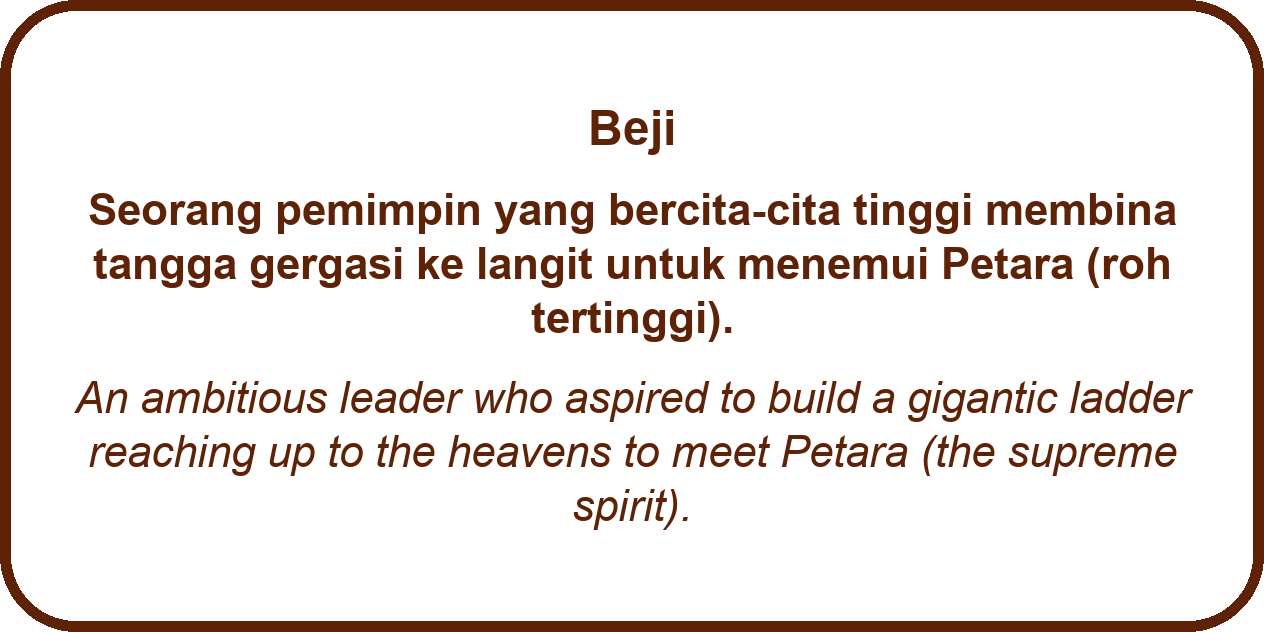 Beji
Seorang pemimpin yang bercita-cita tinggi membina
tangga gergasi ke langit untuk menemui Petara (roh
tertinggi).
An ambitious leader who aspired to build a gigantic ladder
reaching up to the heavens to meet Petara (the supreme
spirit).